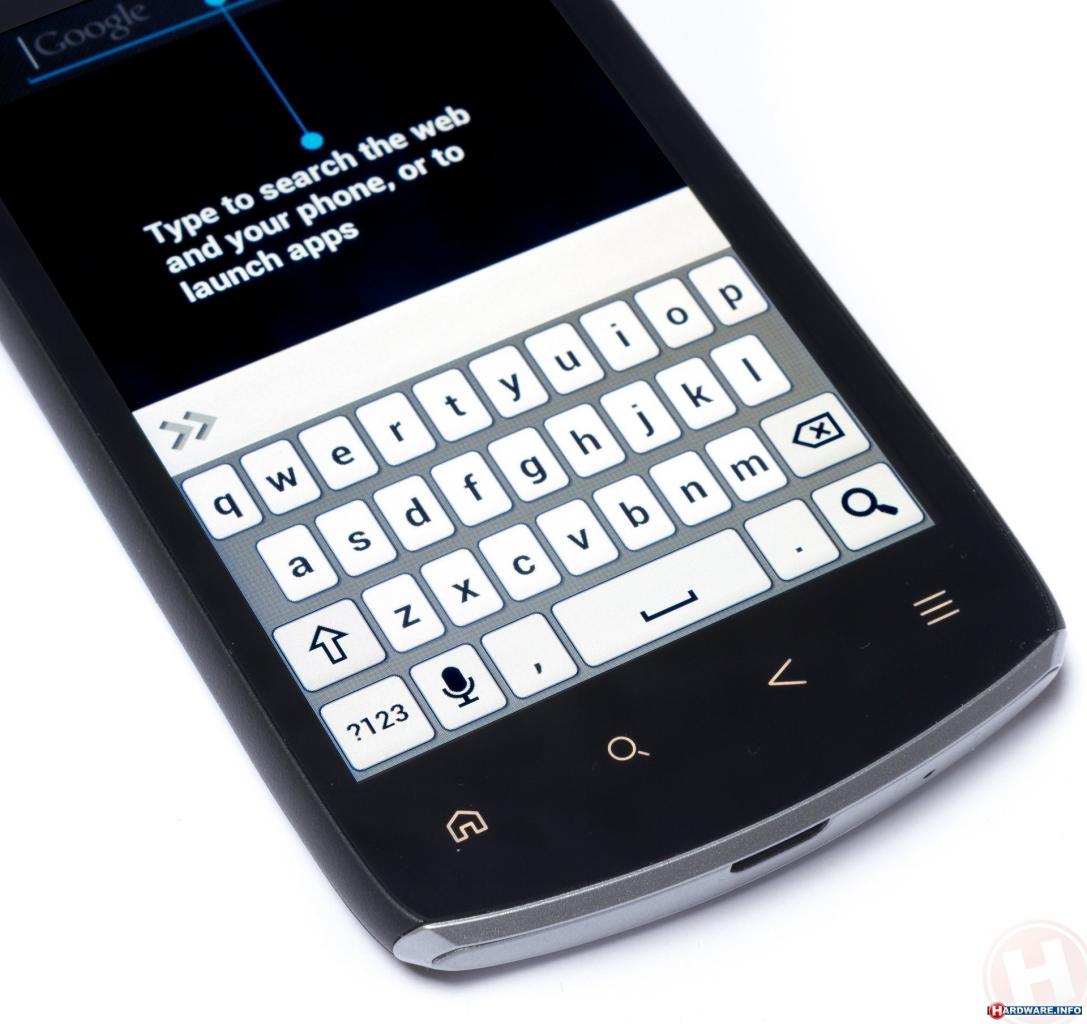 Google
Type to search the web
and your phone, or to
launch apps
q w e r t y u i o p
a s d f g h j k l
z x c v b n m
?123 , .
H
HARDWARE.INFO